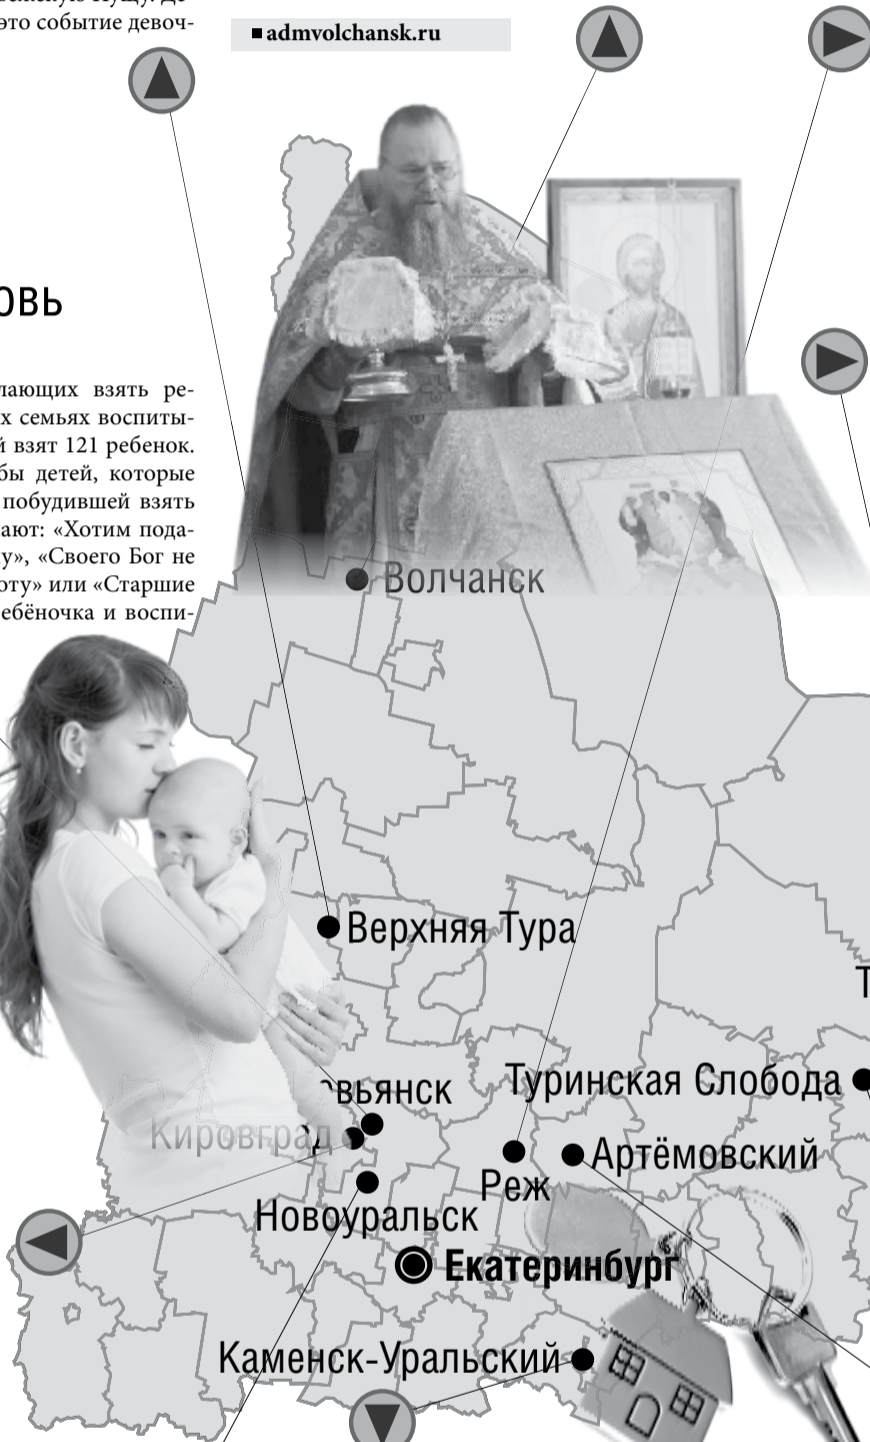 это событие девоч-
admvolchansk.ru
овь
лающих взять ре-
х семьях воспиты-
й взят 121 ребенок.
бы детей, которые
побудившей взять
ают: «Хотим пода-
у», «Своего Бог не
оту» или «Старшие
ебёночка и воспи-
Волчанск
Верхняя Тура
Т
вьянск
Туринская Слобода
Кировград
Артёмовский
Реж
Новоуральск
Екатеринбург
Каменск-Уральский